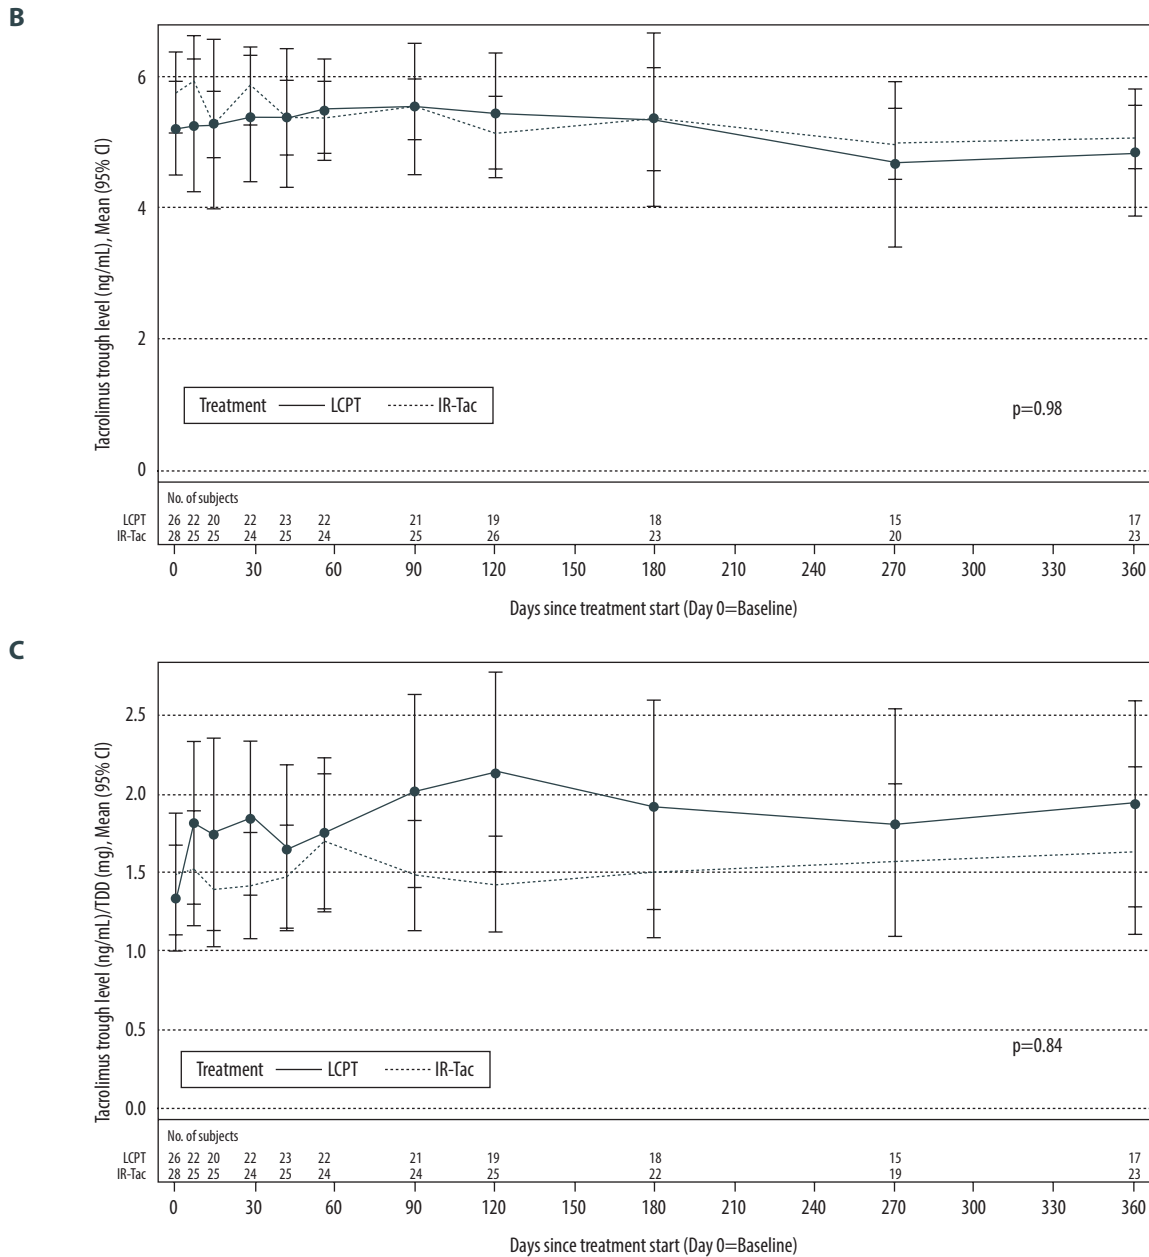 B
Tacrolimus trough level (ng/mL), Mean (95% CI)
6
4
2
0
Treatment LCPT IR-Tac
p=0.98
No. of subjects
LCPT 26 22 20 22 23 22 21 19 18 15 17
IR-Tac 28 25 25 24 25 24 25 26 23 20 23
0 30 60 90 120 150 180 210 240 270 300 330 360
Days since treatment start (Day 0=Baseline)
C
Tacrolimus trough level (ng/mL)/TDD (mg), Mean (95% CI)
2.5
2.0
1.5
1.0
0.5
0.0
Treatment LCPT IR-Tac
p=0.84
No. of subjects
LCPT 26 22 20 22 23 22 21 19 18 15 17
IR-Tac 28 25 25 24 25 24 24 25 22 19 23
0 30 60 90 120 150 180 210 240 270 300 330 360
Days since treatment start (Day 0=Baseline)